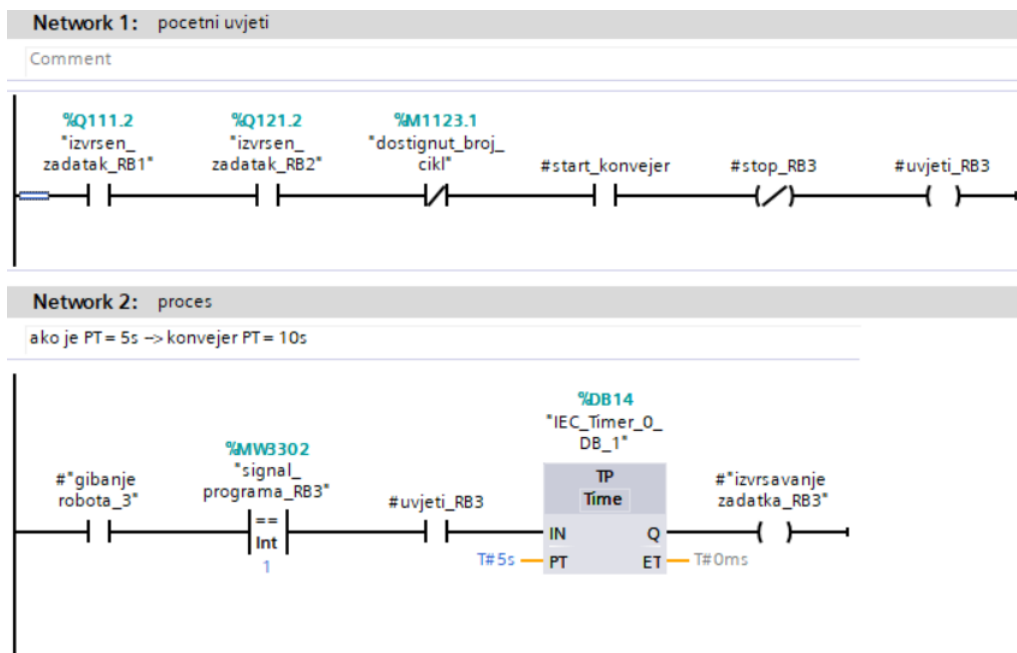 Network 1: pocetni uvjeti
Comment
%Q111.2
"izvrsen_
zadatak_RB1"
%Q121.2
"izvrsen_
zadatak_RB2"
%M1123.1
"dostignut_broj_
cikl"
#start_konvejer
#stop_RB3
#uvjeti_RB3
Network 2: proces
ako je PT = 5s --> konvejer PT = 10s
#"gibanje
robota_3"
%MW3302
"signal_
programa_RB3"
==
Int
1
#uvjeti_RB3
%DB14
"IEC_Timer_0_
DB_1"
TP
Time
IN
Q
T#5s
PT
ET
T#0ms
#"izvrsavanje
zadatka_RB3"